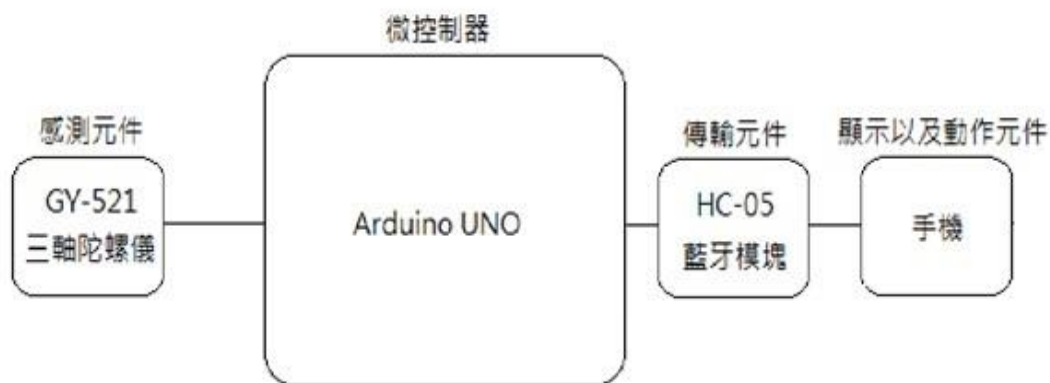 微控制器
感測元件
GY-521
三軸陀螺儀
Arduino UNO
傳輸元件
HC-05
藍牙模塊
顯示以及動作元件
手機